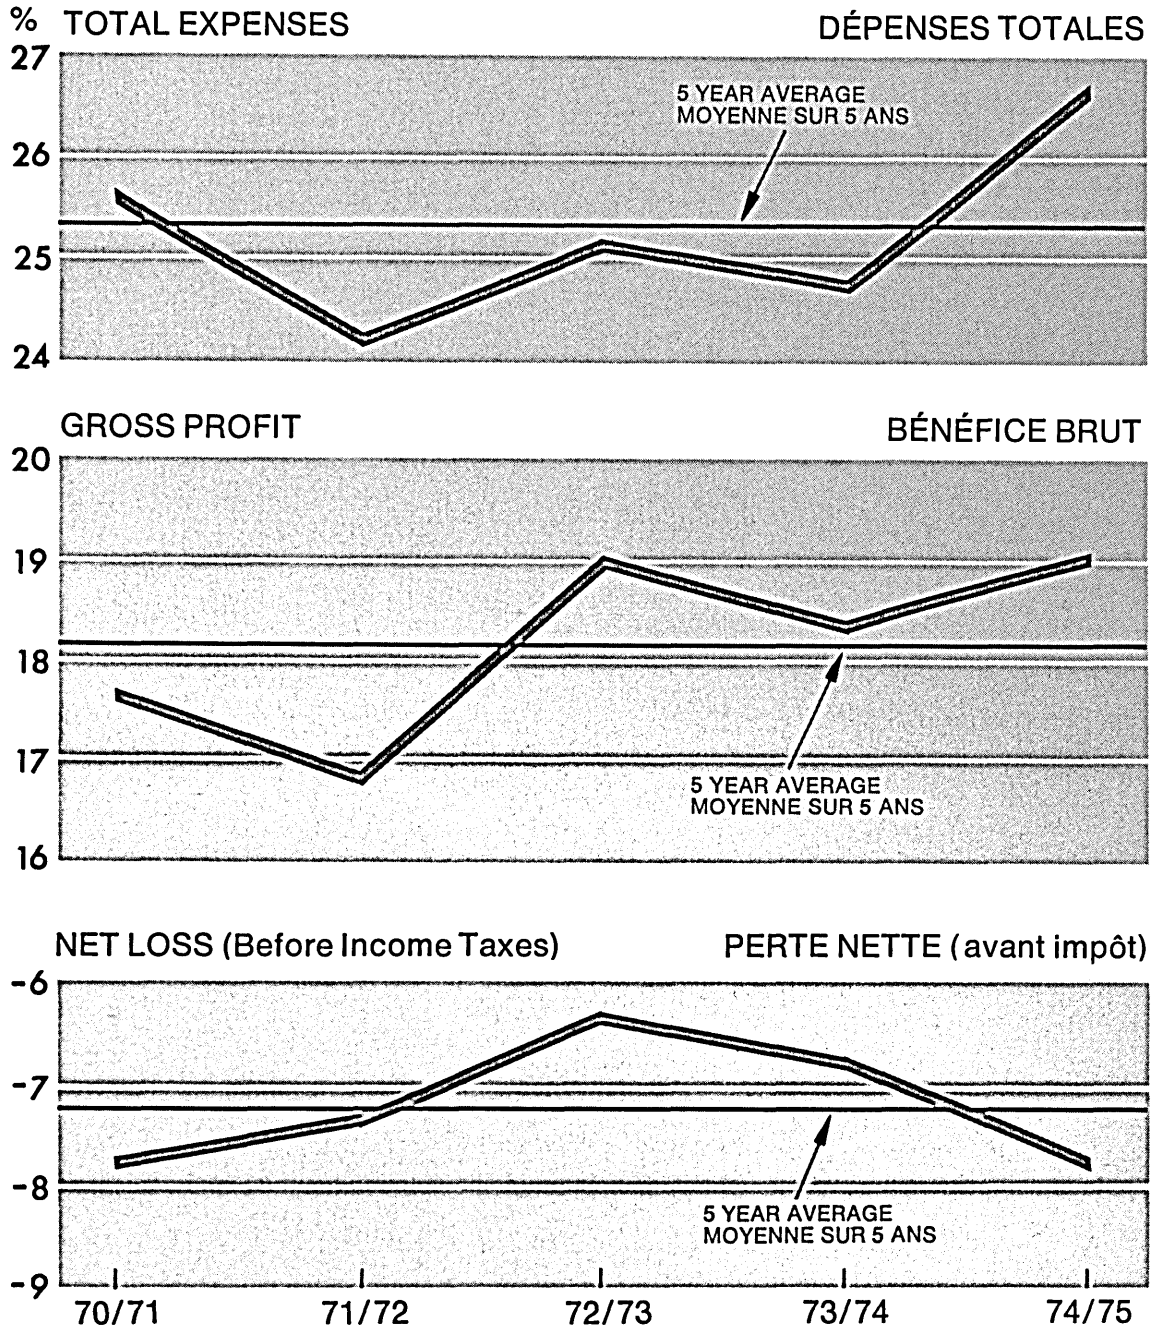 % TOTAL EXPENSES DÉPENSES TOTALES
27
5 YEAR AVERAGE
MOYENNE SUR 5 ANS
26
25
24
GROSS PROFIT BÉNÉFICE BRUT
20
19
18
17
5 YEAR AVERAGE
MOYENNE SUR 5 ANS
16
NET LOSS (Before Income Taxes) PERTE NETTE (avant impôt)
-6
-7
-8
5 YEAR AVERAGE
MOYENNE SUR 5 ANS
-9
70/71 71/72 72/73 73/74 74/75